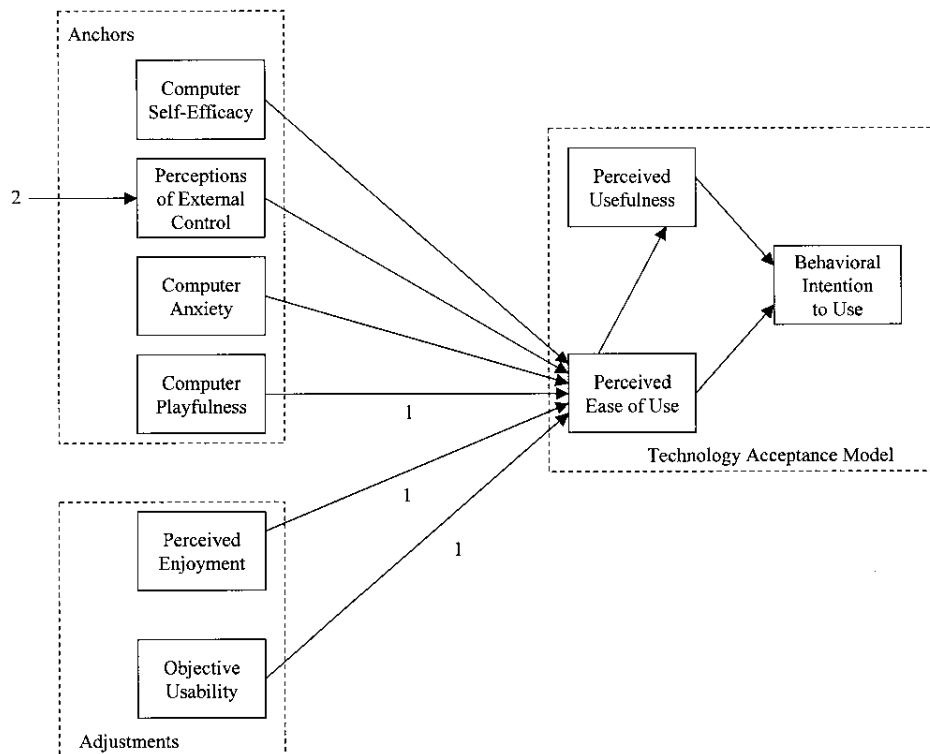 Anchors
Computer
Self-Efficacy
2
Perceptions
of External
Control
Computer
Anxiety
Computer
Playfulness
1
1
1
Perceived
Usefulness
Behavioral
Intention
to Use
Perceived
Ease of Use
Technology Acceptance Model
Perceived
Enjoyment
Objective
Usability
Adjustments